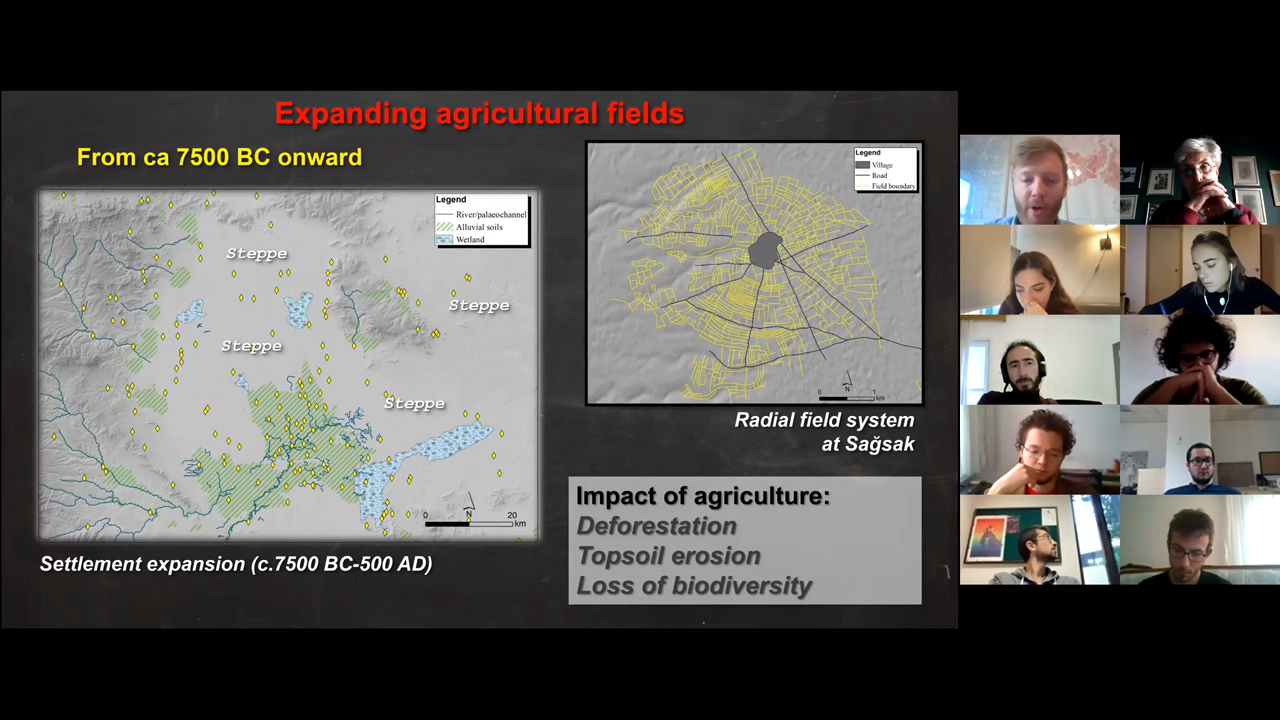 Expanding agricultural fields
From ca 7500 BC onward
Legend
River/palaeochannel
Alluvial soils
Wetland
Steppe
Steppe
Steppe
Steppe
0 N 20
km
Settlement expansion (c.7500 BC-500 AD)
Legend
Village
Road
Field boundary
0 N 1
km
Radial field system
at Sağsak
Impact of agriculture:
Deforestation
Topsoil erosion
Loss of biodiversity